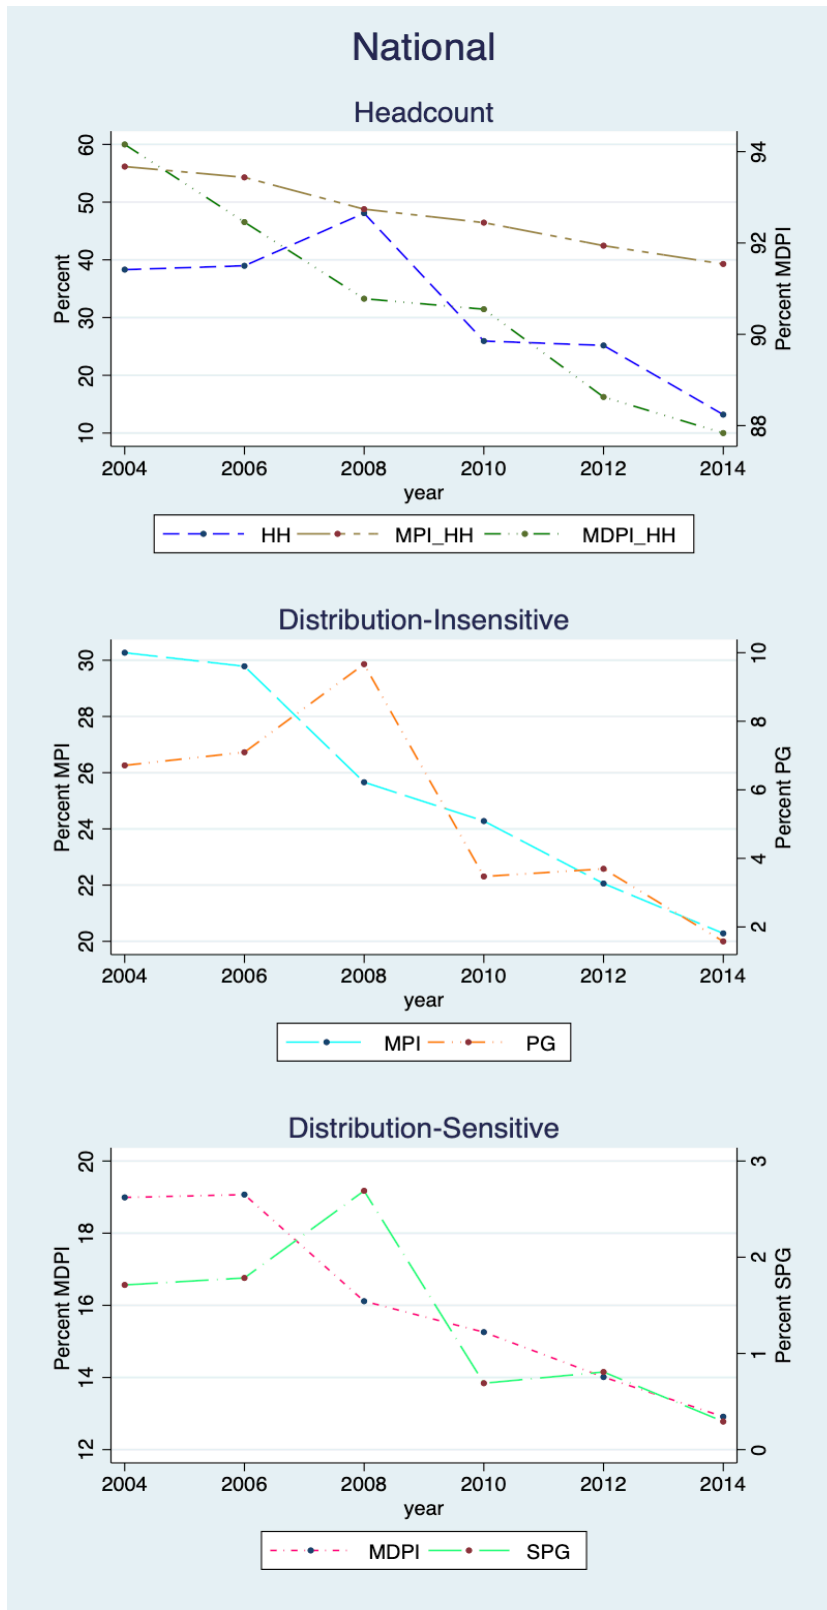 National
Headcount
60
50
40
30
20
10
Percent
94
92
90
88
Percent MDPI
2004 2006 2008 2010 2012 2014
year
HH MPI_HH MDPI_HH
Distribution-Insensitive
30
28
26
24
22
20
Percent MPI
10
8
6
4
2
Percent PG
2004 2006 2008 2010 2012 2014
year
MPI PG
Distribution-Sensitive
20
18
16
14
12
Percent MDPI
3
2
1
0
Percent SPG
2004 2006 2008 2010 2012 2014
year
MDPI SPG